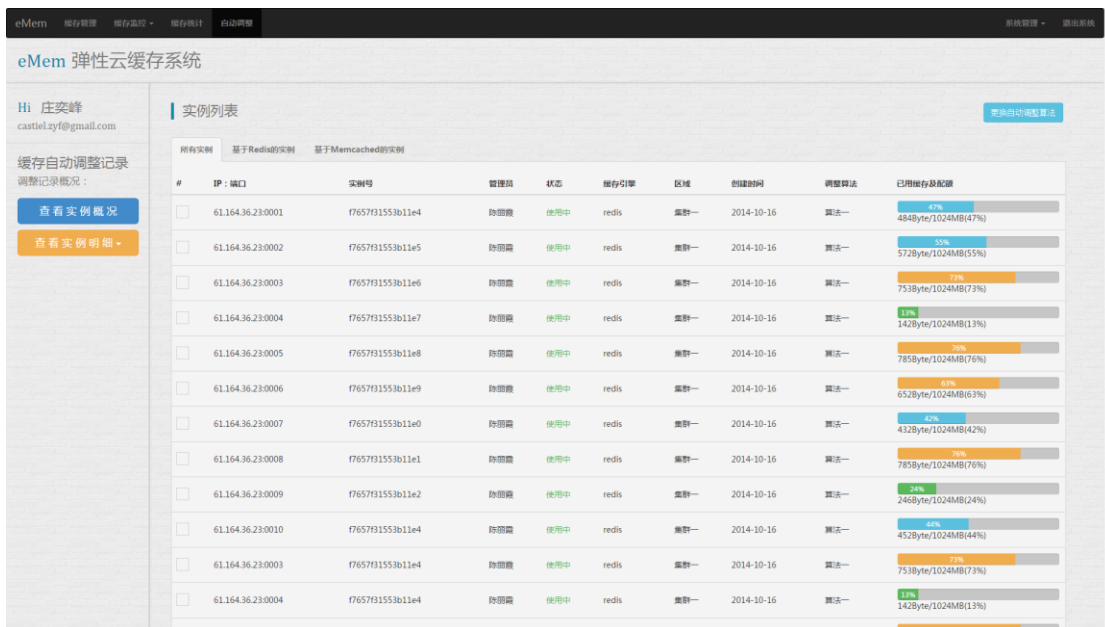 eMem 缓存管理 缓存监控 缓存统计 自动调整 系统管理 退出系统
eMem 弹性云缓存系统
Hi 庄奕峰
castiel.zyf@gmail.com
缓存自动调整记录
调整记录概况：
查看实例概况
查看实例明细
实例列表 更换自动调整算法
所有实例 基于Redis的实例 基于Memcached的实例
# IP：端口 实例号 管理员 状态 缓存引擎 区域 创建时间 调整算法 已用缓存及配额
61.164.36.23:0001 f7657f31553b11e4 陈丽霞 使用中 redis 集群一 2014-10-16 算法一 47%
484Byte/1024MB(47%)
61.164.36.23:0002 f7657f31553b11e5 陈丽霞 使用中 redis 集群一 2014-10-16 算法一 55%
572Byte/1024MB(55%)
61.164.36.23:0003 f7657f31553b11e6 陈丽霞 使用中 redis 集群一 2014-10-16 算法一 73%
753Byte/1024MB(73%)
61.164.36.23:0004 f7657f31553b11e7 陈丽霞 使用中 redis 集群一 2014-10-16 算法一 13%
142Byte/1024MB(13%)
61.164.36.23:0005 f7657f31553b11e8 陈丽霞 使用中 redis 集群一 2014-10-16 算法一 76%
785Byte/1024MB(76%)
61.164.36.23:0006 f7657f31553b11e9 陈丽霞 使用中 redis 集群一 2014-10-16 算法一 63%
652Byte/1024MB(63%)
61.164.36.23:0007 f7657f31553b11e0 陈丽霞 使用中 redis 集群一 2014-10-16 算法一 42%
432Byte/1024MB(42%)
61.164.36.23:0008 f7657f31553b11e1 陈丽霞 使用中 redis 集群一 2014-10-16 算法一 76%
785Byte/1024MB(76%)
61.164.36.23:0009 f7657f31553b11e2 陈丽霞 使用中 redis 集群一 2014-10-16 算法一 24%
246Byte/1024MB(24%)
61.164.36.23:0010 f7657f31553b11e4 陈丽霞 使用中 redis 集群一 2014-10-16 算法一 44%
452Byte/1024MB(44%)
61.164.36.23:0003 f7657f31553b11e4 陈丽霞 使用中 redis 集群一 2014-10-16 算法一 73%
753Byte/1024MB(73%)
61.164.36.23:0004 f7657f31553b11e4 陈丽霞 使用中 redis 集群一 2014-10-16 算法一 13%
142Byte/1024MB(13%)